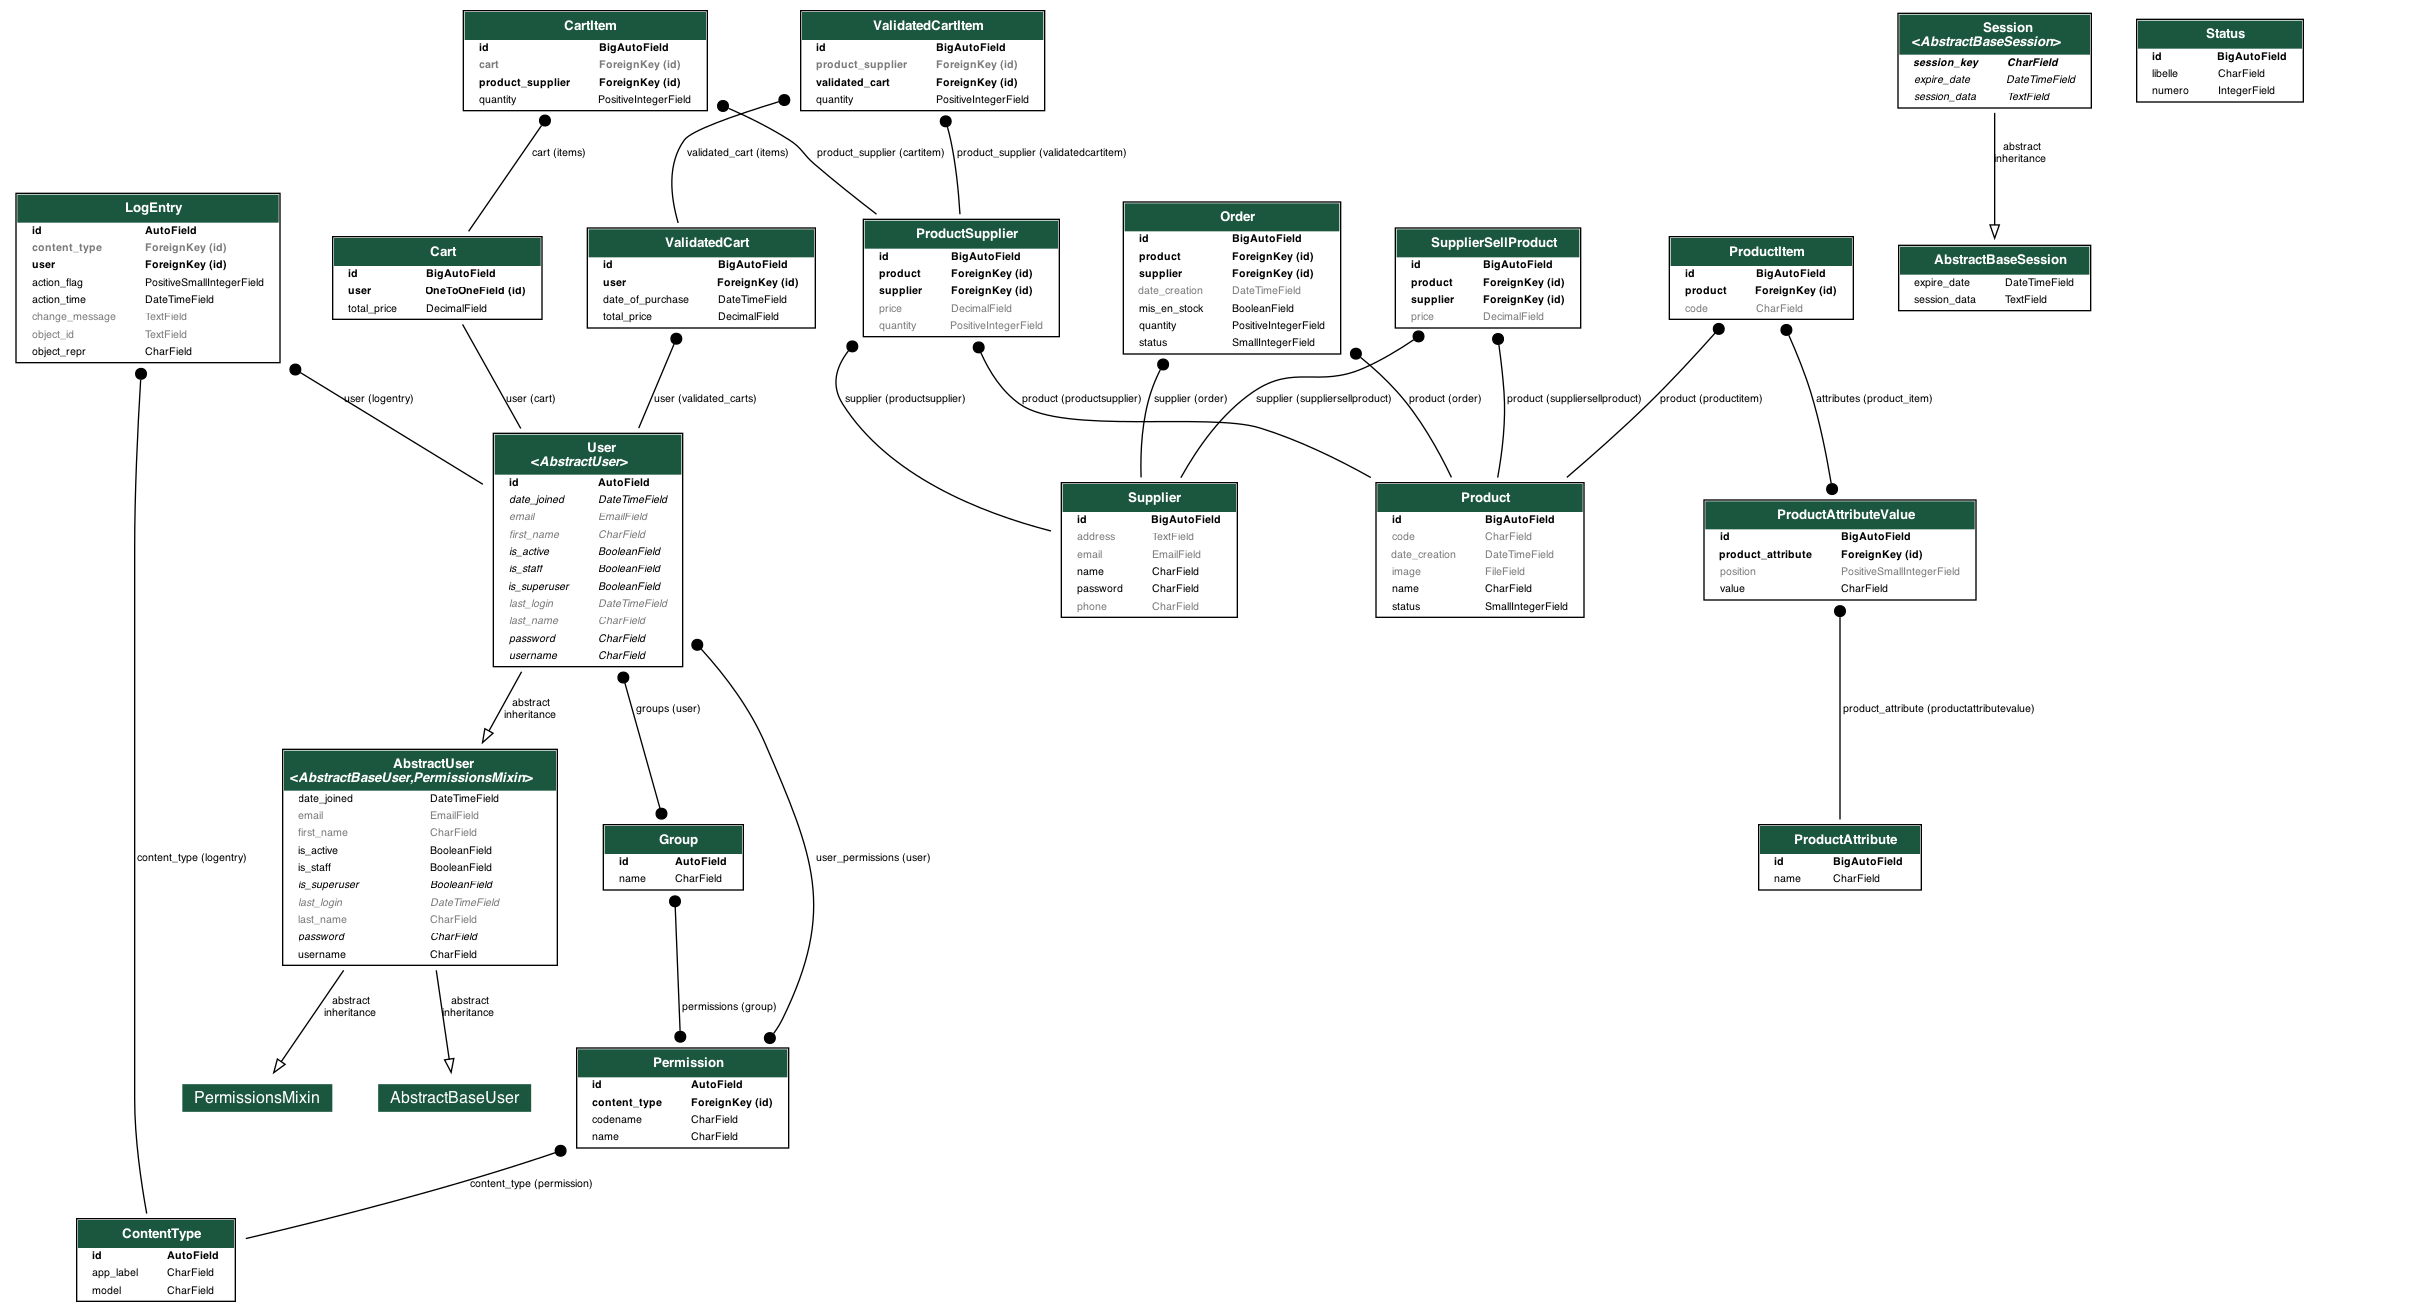 CartItem
id BigAutoField
cart ForeignKey (id)
product_supplier ForeignKey (id)
quantity PositiveIntegerField
ValidatedCartItem
id BigAutoField
product_supplier ForeignKey (id)
validated_cart ForeignKey (id)
quantity PositiveIntegerField
Session
<AbstractBaseSession>
session_key CharField
expire_date DateTimeField
session_data TextField
Status
id BigAutoField
libelle CharField
numero IntegerField
cart (items)
validated_cart (items)
product_supplier (cartitem)
product_supplier (validatedcartitem)
abstract
inheritance
LogEntry
id AutoField
content_type ForeignKey (id)
user ForeignKey (id)
action_flag PositiveSmallIntegerField
action_time DateTimeField
change_message TextField
object_id TextField
object_repr CharField
Cart
id BigAutoField
user OneToOneField (id)
total_price DecimalField
ValidatedCart
id BigAutoField
user ForeignKey (id)
date_of_purchase DateTimeField
total_price DecimalField
ProductSupplier
id BigAutoField
product ForeignKey (id)
supplier ForeignKey (id)
price DecimalField
quantity PositiveIntegerField
Order
id BigAutoField
product ForeignKey (id)
supplier ForeignKey (id)
date_creation DateTimeField
mis_en_stock BooleanField
quantity PositiveIntegerField
status SmallIntegerField
SupplierSellProduct
id BigAutoField
product ForeignKey (id)
supplier ForeignKey (id)
price DecimalField
ProductItem
id BigAutoField
product ForeignKey (id)
code CharField
AbstractBaseSession
expire_date DateTimeField
session_data TextField
user (logentry)
user (cart)
user (validated_carts)
supplier (productsupplier)
product (productsupplier)
supplier (order)
supplier (suppliersellproduct)
product (order)
product (suppliersellproduct)
product (productitem)
attributes (product_item)
User
<AbstractUser>
id AutoField
date_joined DateTimeField
email EmailField
first_name CharField
is_active BooleanField
is_staff BooleanField
is_superuser BooleanField
last_login DateTimeField
last_name CharField
password CharField
username CharField
Supplier
id BigAutoField
address TextField
email EmailField
name CharField
password CharField
phone CharField
Product
id BigAutoField
code CharField
date_creation DateTimeField
image FileField
name CharField
status SmallIntegerField
ProductAttributeValue
id BigAutoField
product_attribute ForeignKey (id)
position PositiveSmallIntegerField
value CharField
abstract
inheritance
groups (user)
product_attribute (productattributevalue)
AbstractUser
<AbstractBaseUser,PermissionsMixin>
date_joined DateTimeField
email EmailField
first_name CharField
is_active BooleanField
is_staff BooleanField
is_superuser BooleanField
last_login DateTimeField
last_name CharField
password CharField
username CharField
Group
id AutoField
name CharField
ProductAttribute
id BigAutoField
name CharField
content_type (logentry)
user_permissions (user)
abstract
inheritance
abstract
inheritance
permissions (group)
PermissionsMixin
AbstractBaseUser
Permission
id AutoField
content_type ForeignKey (id)
codename CharField
name CharField
content_type (permission)
ContentType
id AutoField
app_label CharField
model CharField